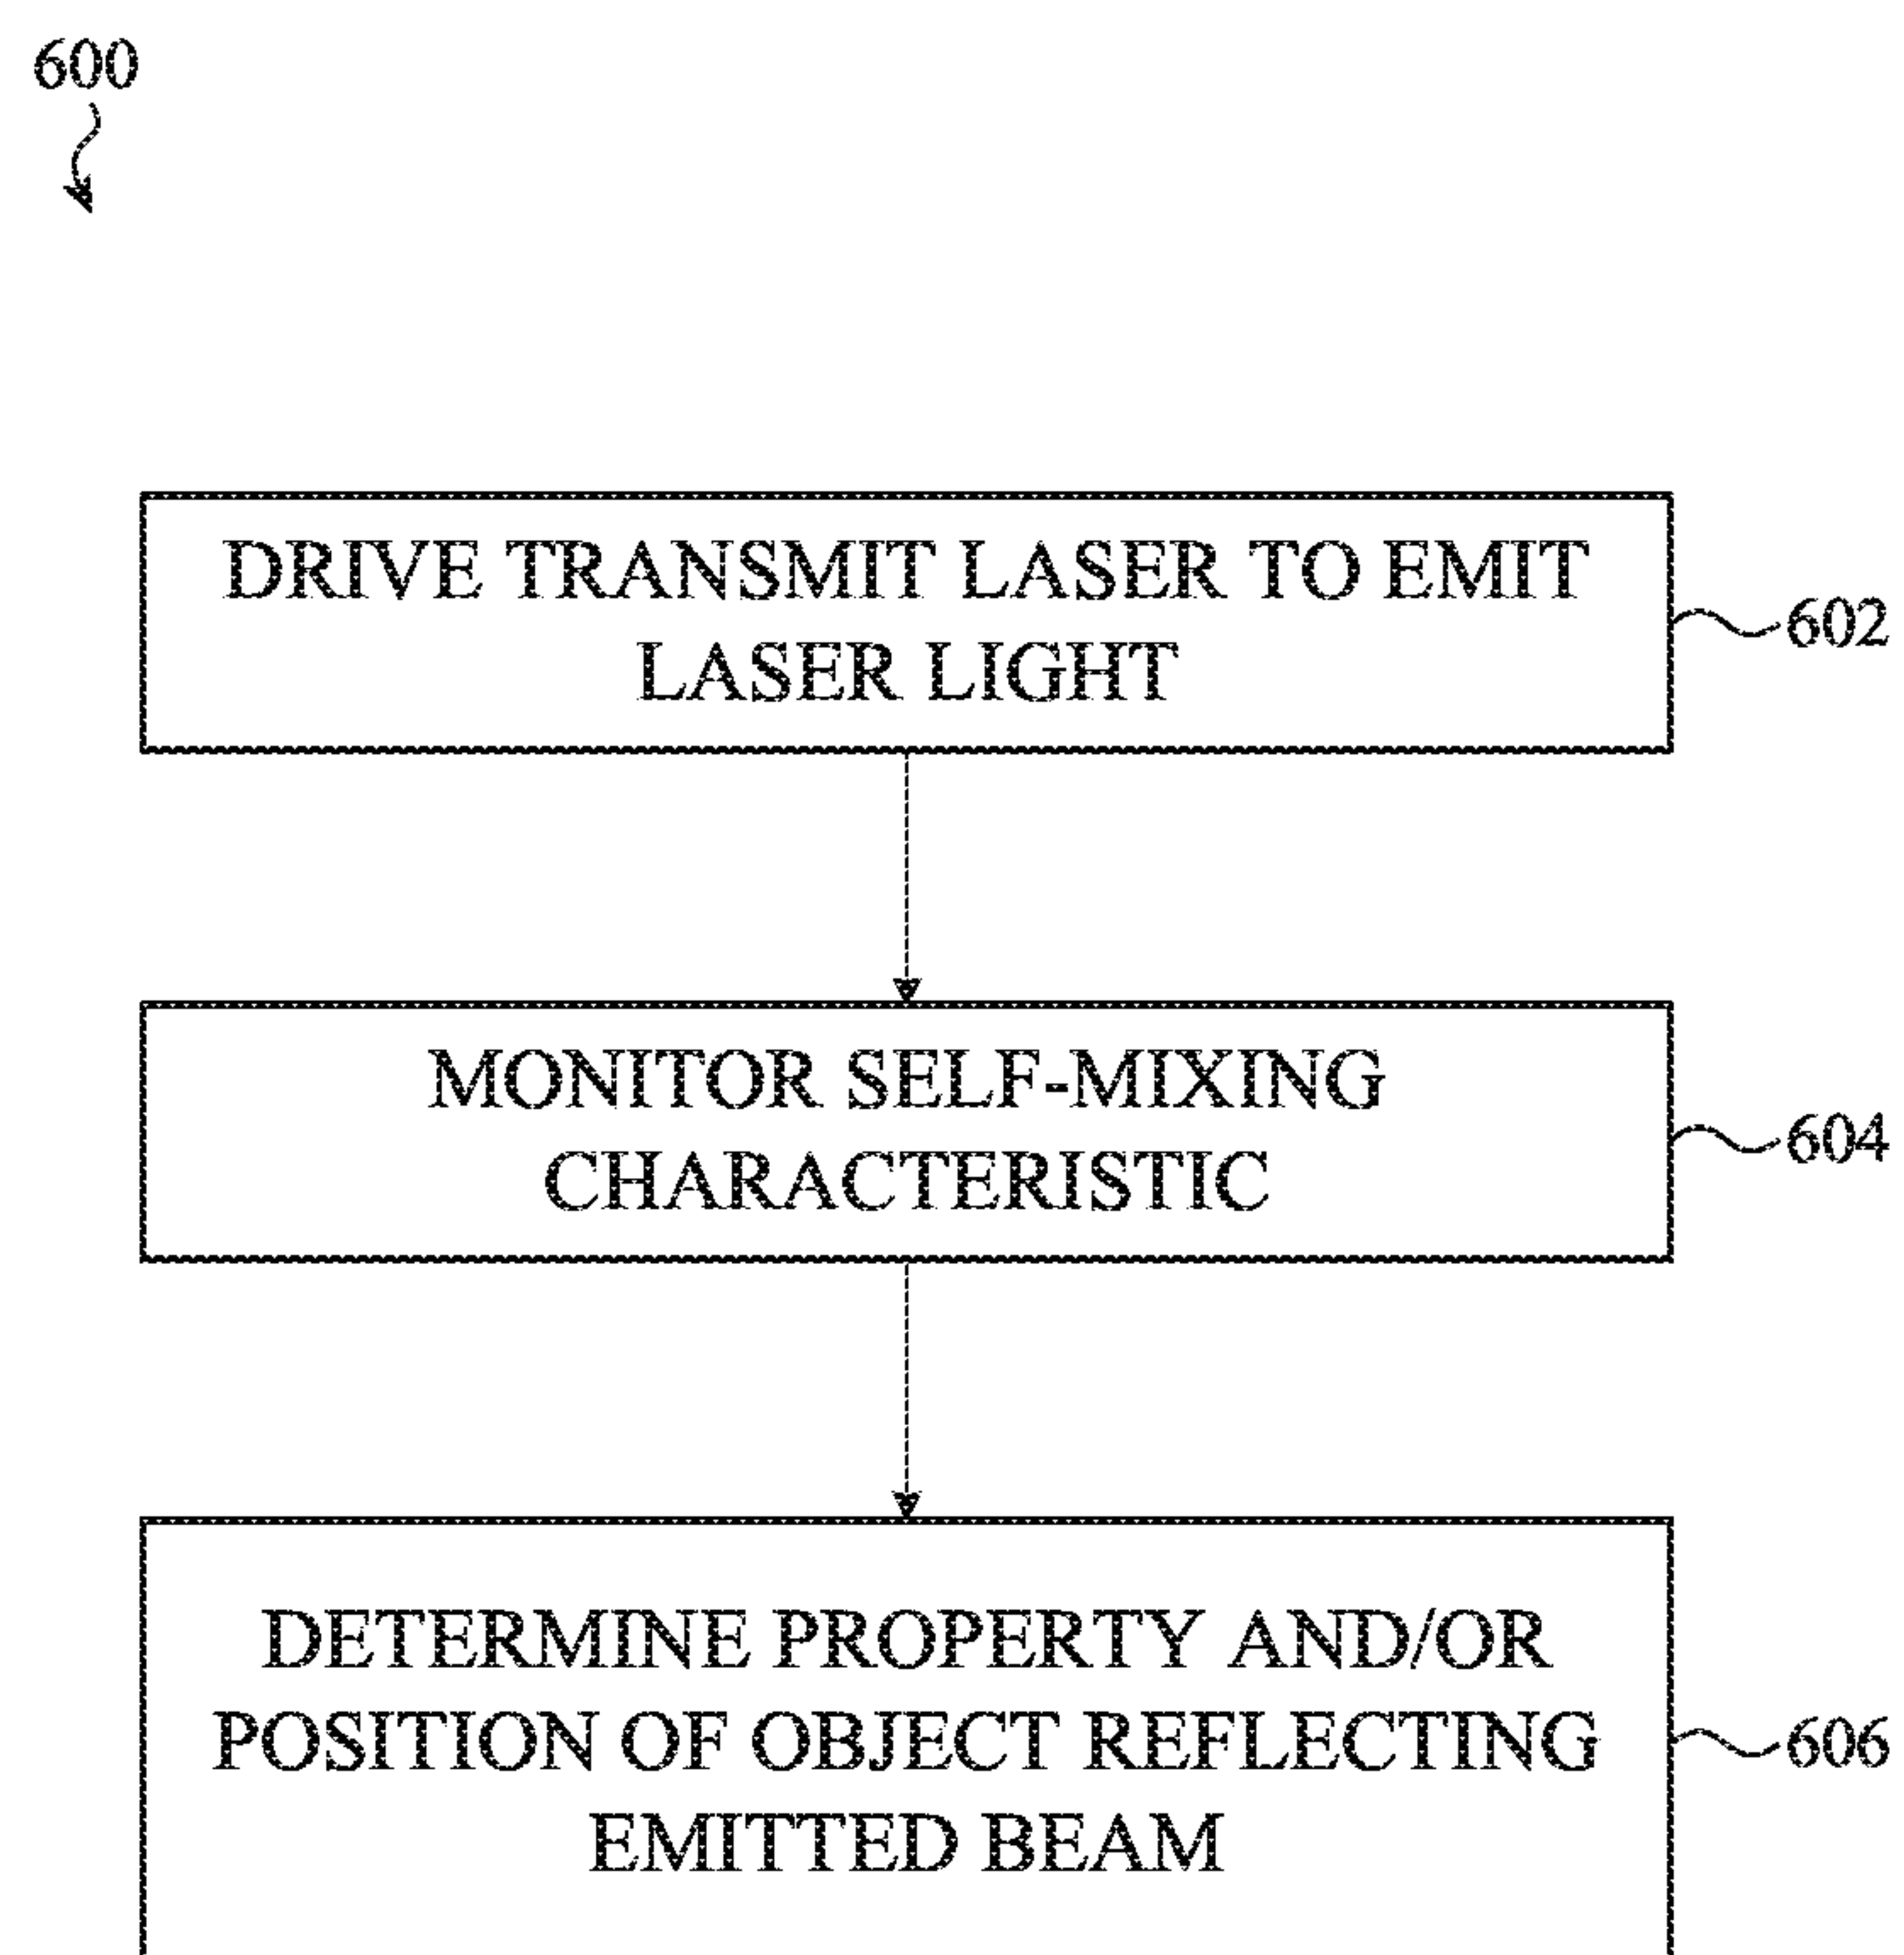 600
DRIVE TRANSMIT LASER TO EMIT
LASER LIGHT
602
MONITOR SELF-MIXING
CHARACTERISTIC
604
DETERMINE PROPERTY AND/OR
POSITION OF OBJECT REFLECTING
EMITTED BEAM
606